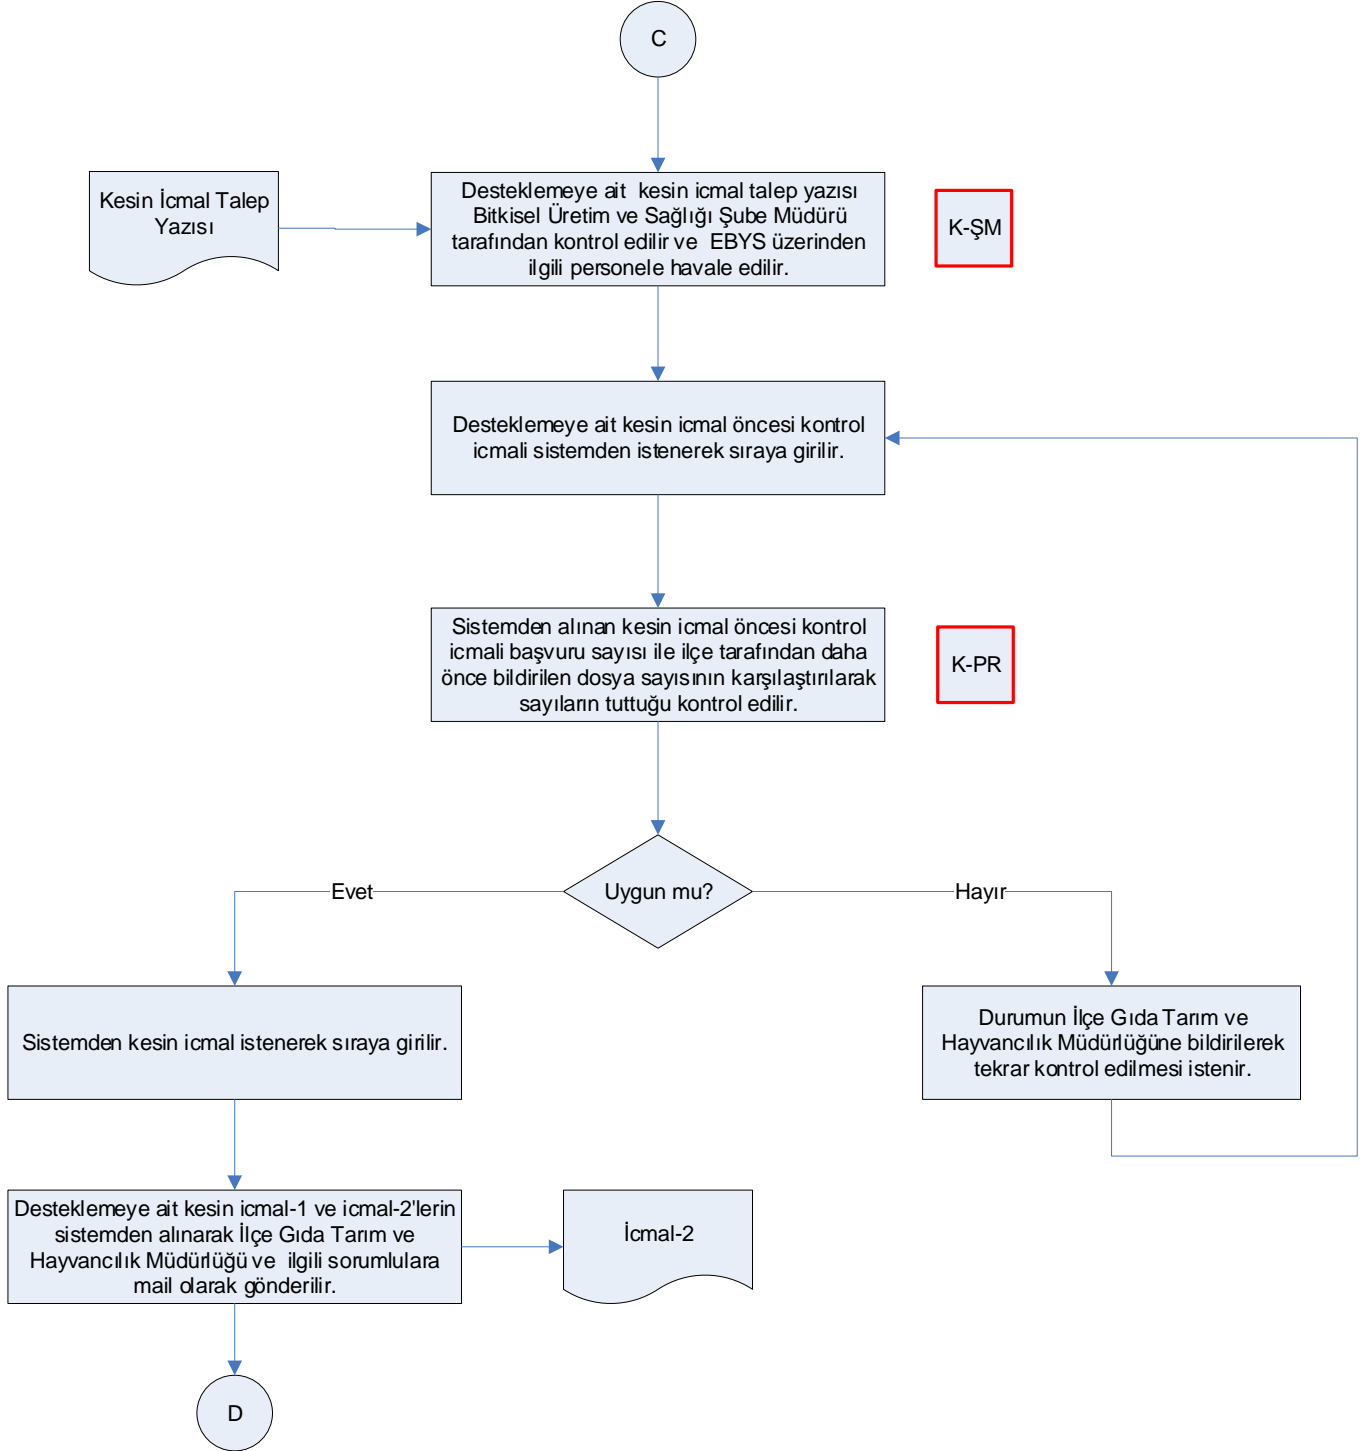 C
Kesin İcmal Talep
Yazısı
Desteklemeye ait kesin icmal talep yazısı
Bitkisel Üretim ve Sağlığı Şube Müdürü
tarafından kontrol edilir ve EBYS üzerinden
ilgili personele havale edilir.
K-ŞM
Desteklemeye ait kesin icmal öncesi kontrol
icmali sistemden istenerek sıraya girilir.
Sistemden alınan kesin icmal öncesi kontrol
icmali başvuru sayısı ile ilçe tarafından daha
önce bildirilen dosya sayısının karşılaştırılarak
sayıların tuttuğu kontrol edilir.
K-PR
Uygun mu?
Evet
Hayır
Sistemden kesin icmal istenerek sıraya girilir.
Durumun İlçe Gıda Tarım ve
Hayvancılık Müdürlüğüne bildirilerek
tekrar kontrol edilmesi istenir.
Desteklemeye ait kesin icmal-1 ve icmal-2'lerin
sistemden alınarak İlçe Gıda Tarım ve
Hayvancılık Müdürlüğü ve ilgili sorumlulara
mail olarak gönderilir.
İcmal-2
D